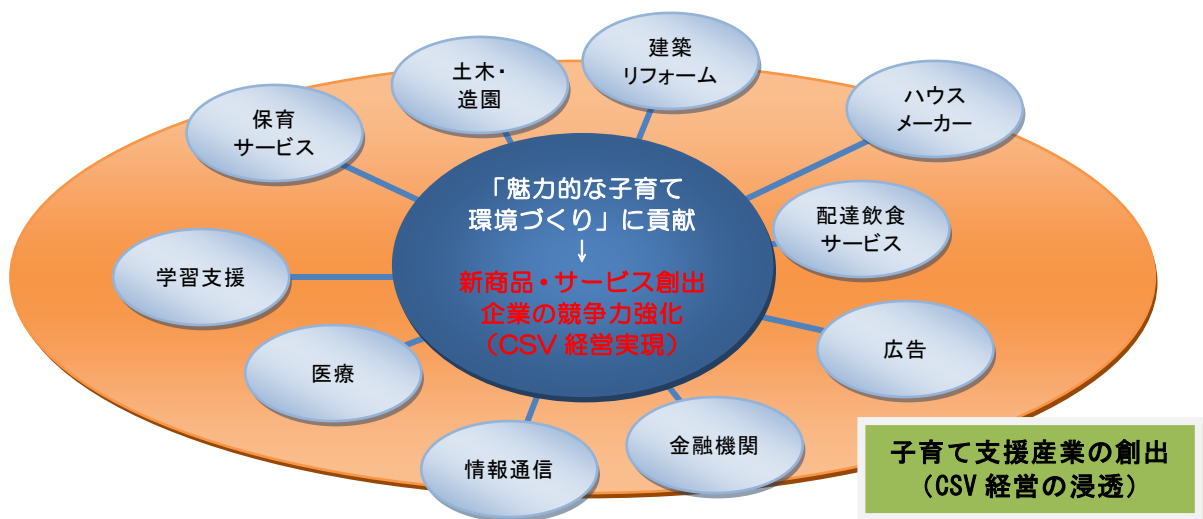 建築
リフォーム
土木・
造園
ハウス
メーカー
保育
サービス
「魅力的な子育て
環境づくり」に貢献
↓
新商品・サービス創出
企業の競争力強化
（CSV 経営実現）
配達飲食
サービス
学習支援
広告
医療
金融機関
情報通信
子育て支援産業の創出
（CSV 経営の浸透）